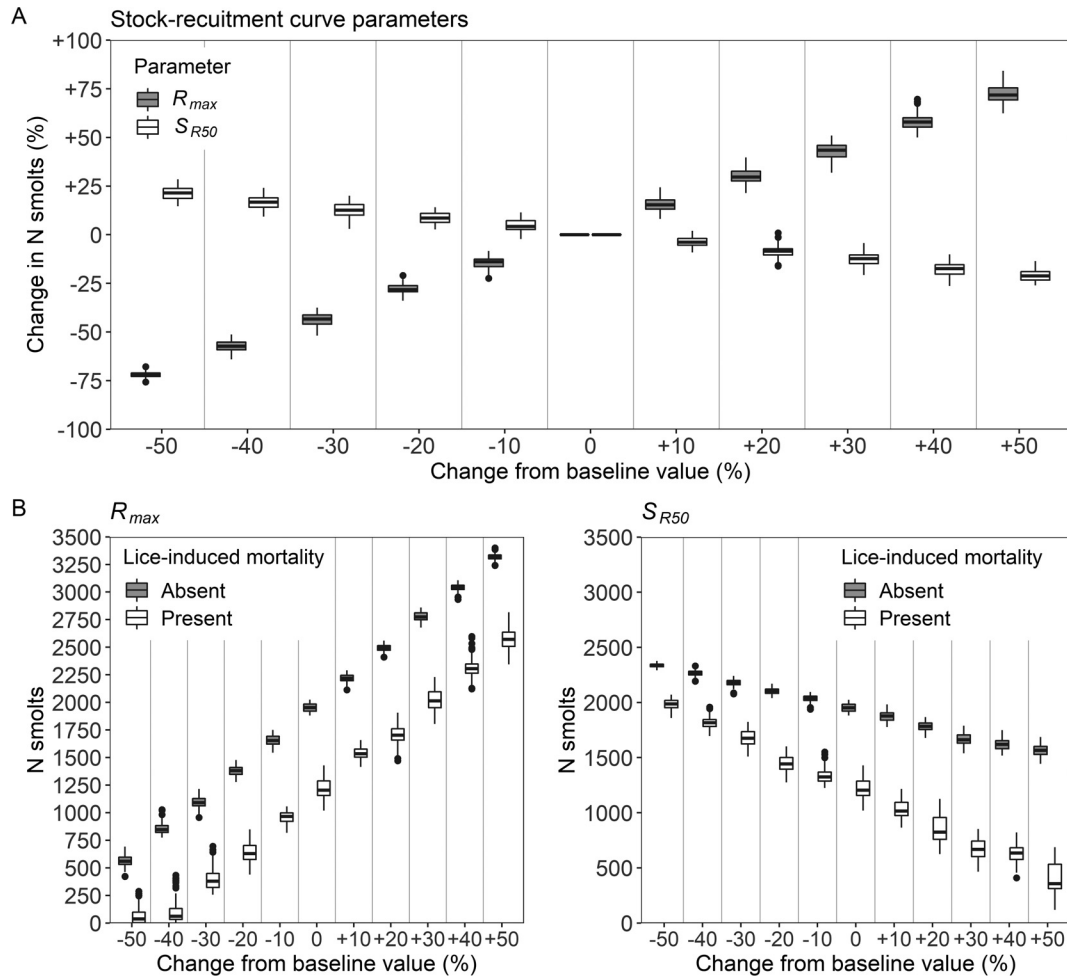 A
Stock-recuitment curve parameters
+100
+75
+50
+25
0
-25
-50
-75
-100
Change in N smolts (%)
Parameter
R max
S R50
-50 -40 -30 -20 -10 0 +10 +20 +30 +40 +50
Change from baseline value (%)
B
R max
3500
3250
3000
2750
2500
2250
2000
1750
1500
1250
1000
750
500
250
0
N smolts
Lice-induced mortality
Absent
Present
-50 -40 -30 -20 -10 0 +10 +20 +30 +40 +50
Change from baseline value (%)
S R50
3500
3000
2500
2000
1500
1000
500
0
N smolts
Lice-induced mortality
Absent
Present
-50 -40 -30 -20 -10 0 +10 +20 +30 +40 +50
Change from baseline value (%)